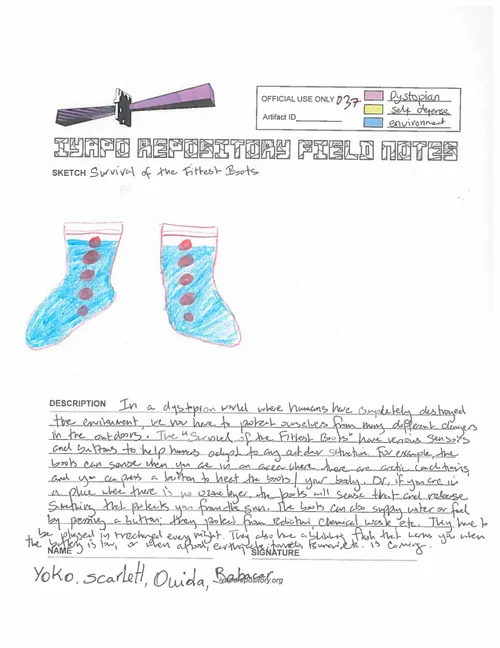 OFFICIAL USE ONLY 037
Artifact ID
Dystopian
self defense
environment
IYAPO REPOSITORY FIELD NOTES
SKETCH Survival of the Fittest Boots
DESCRIPTION In a dystpian world where humans have completely destroyed
the environment, we now have to protect ourselves from many different dangers
in the outdoors. The "Survival of the Fittest Boots" have various sensors
and buttons to help humans adapt to any outdoor situation. For example, the
boots can sense when you are in an area where there are arctic conditions,
and you can press a button to heat the boots / your body. Or, if you are in
a place where there is no ozone layer, the boots will sense that and release
something that protects you from the sun. The boots can also supply water or food
by pressing a button; they protect from radiation, chemical waste etc. They have to
be plugged in + recharged every night. They also have a blinking flash that warns you when
the battery is low, or when a flood, earthquake, tornado, tsunami etc. is coming.
NAME SIGNATURE
Yoko, Scarlett, Ouida,